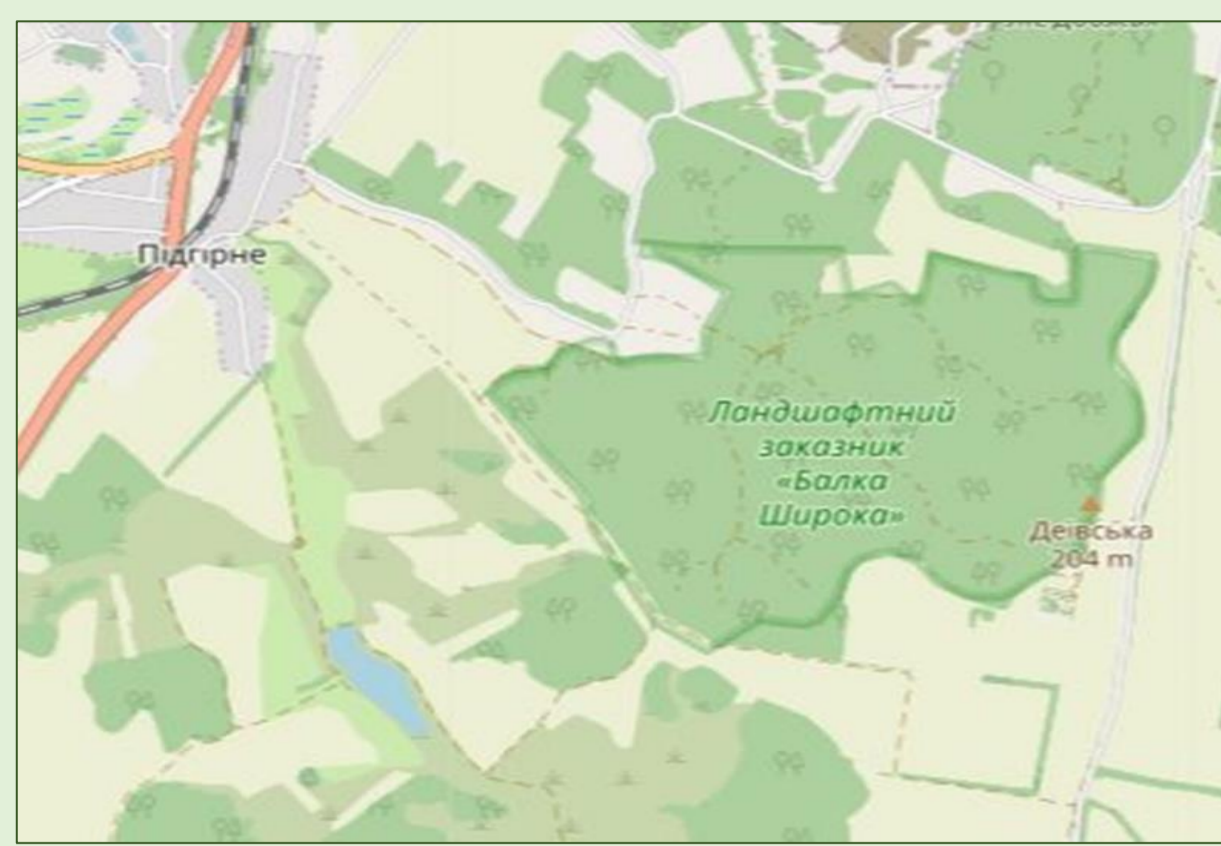 Підгірне
Ландшафтний
заказник
«Балка
Широка»
Деївська
204 m